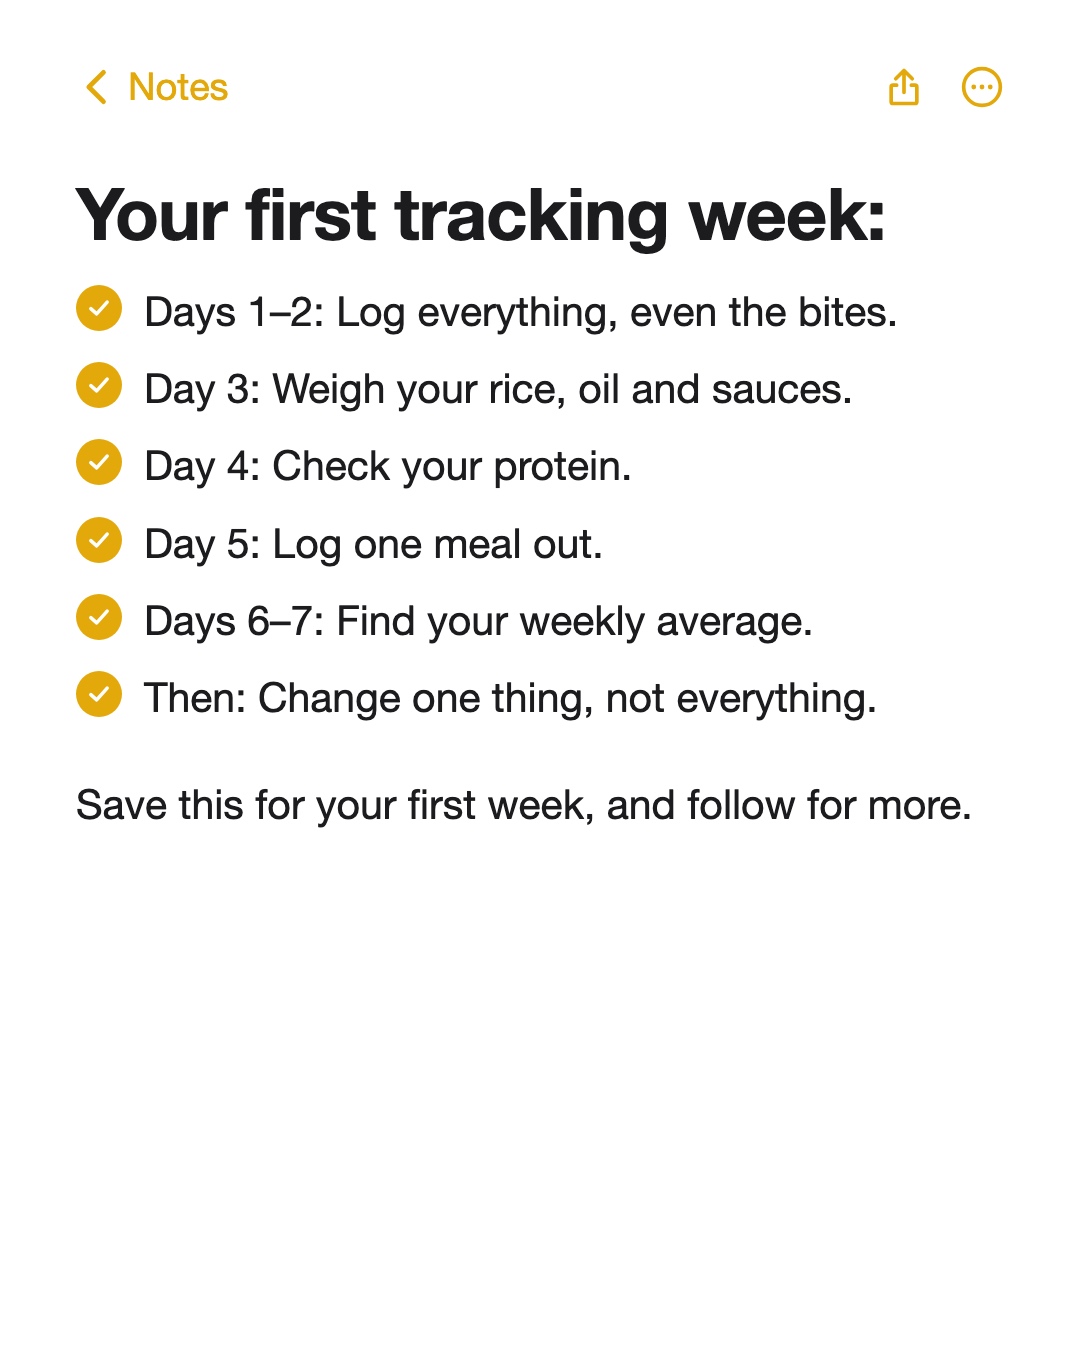 Notes
Your first tracking week:
Days 1–2: Log everything, even the bites.
Day 3: Weigh your rice, oil and sauces.
Day 4: Check your protein.
Day 5: Log one meal out.
Days 6–7: Find your weekly average.
Then: Change one thing, not everything.
Save this for your first week, and follow for more.